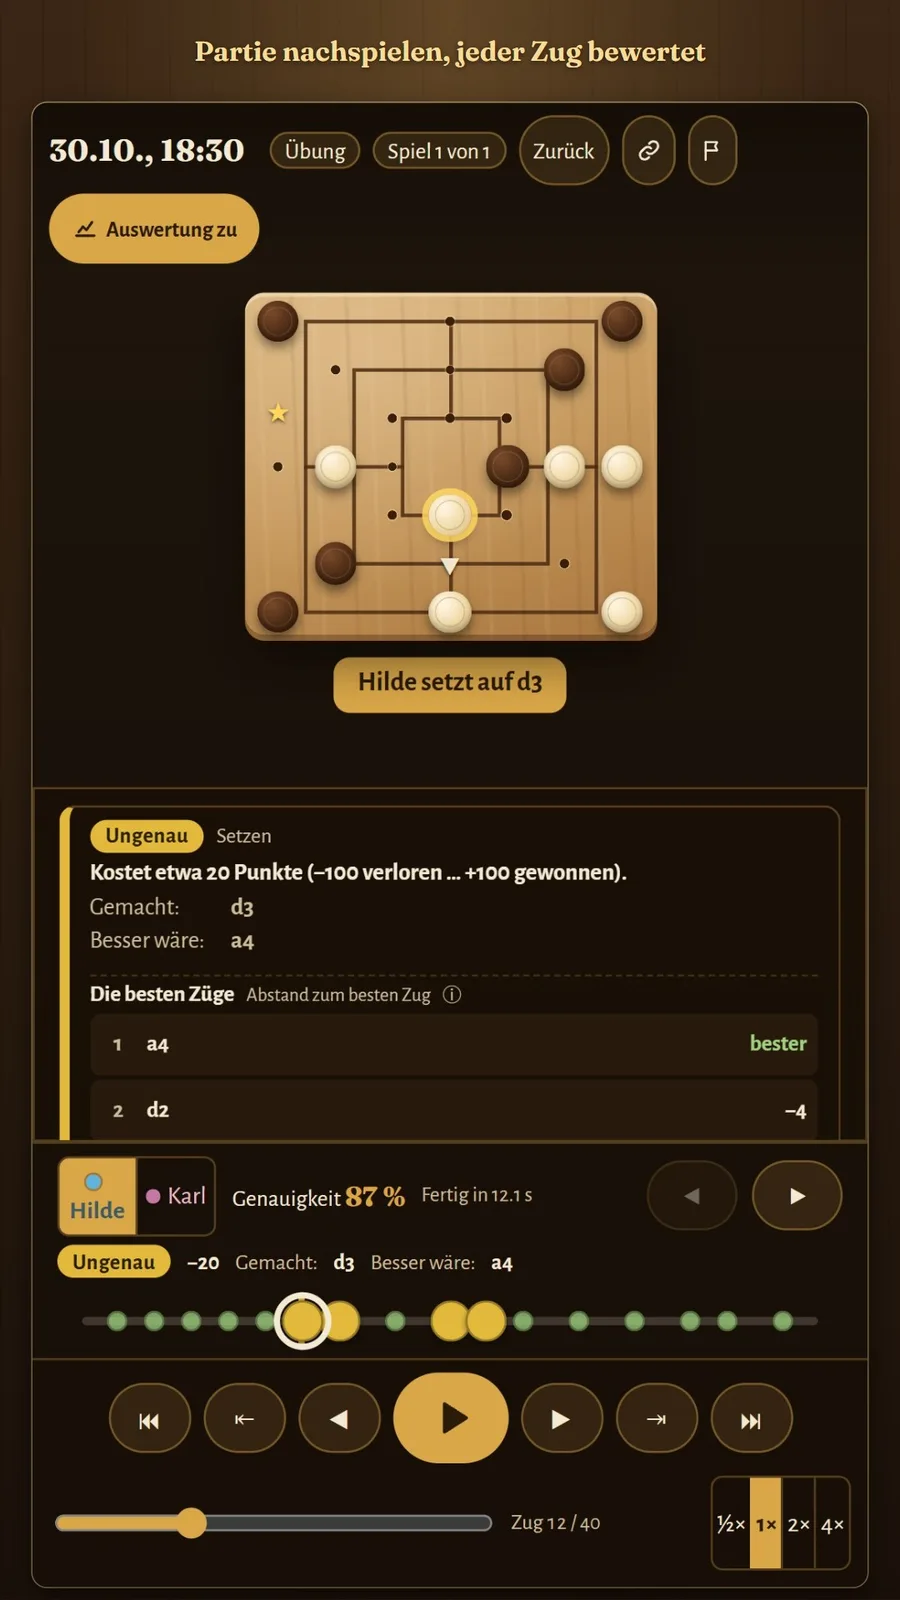 Partie nachspielen, jeder Zug bewertet
30.10., 18:30 Übung Spiel 1 von 1 Zurück
Auswertung zu
Hilde setzt auf d3
Ungenau Setzen
Kostet etwa 20 Punkte (−100 verloren … +100 gewonnen).
Gemacht: d3
Besser wäre: a4
Die besten Züge Abstand zum besten Zug ⓘ
1 a4 bester
2 d2 −4
Hilde Karl Genauigkeit 87 % Fertig in 12.1 s
Ungenau −20 Gemacht: d3 Besser wäre: a4
Zug 12 / 40 ½× 1× 2× 4×